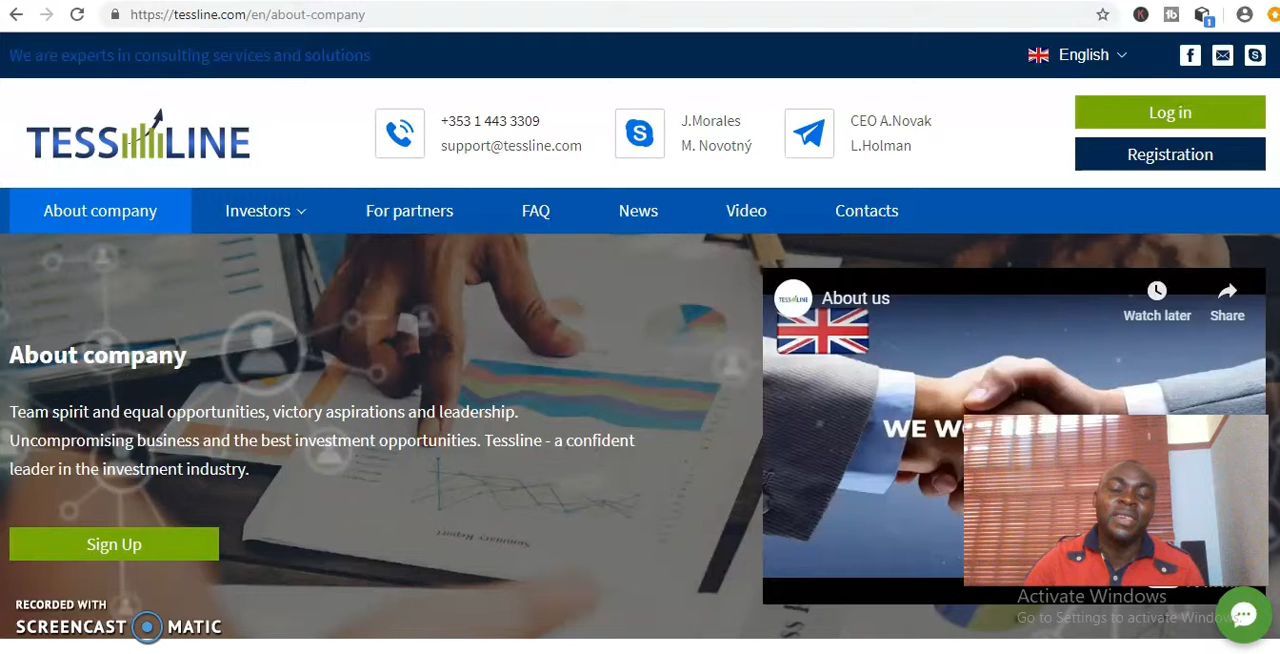 https://tessline.com/en/about-company
We are experts in consulting services and solutions
English
TESSLINE
+353 1 443 3309
support@tessline.com
J.Morales
M. Novotný
CEO A.Novak
L.Holman
Log in
Registration
About company
Investors
For partners
FAQ
News
Video
Contacts
About company
Team spirit and equal opportunities, victory aspirations and leadership.
Uncompromising business and the best investment opportunities. Tessline - a confident
leader in the investment industry.
Sign Up
TESSLINE
About us
Watch later
Share
WE W
Summary Report
Activate Windows
Go to Settings to activate Windows.
RECORDED WITH
SCREENCAST MATIC